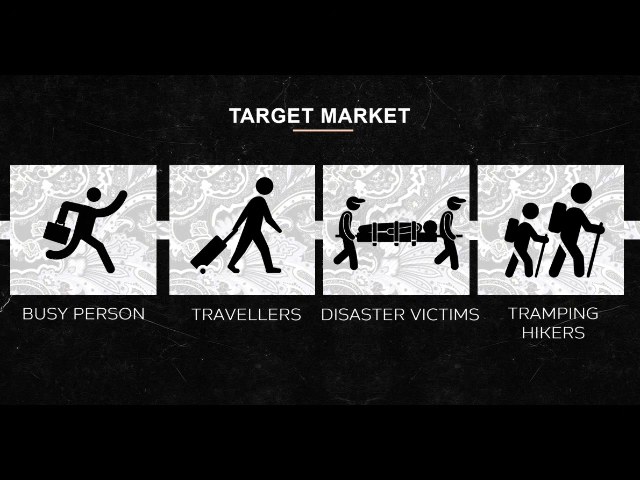 TARGET MARKET
BUSY PERSON
TRAVELLERS
DISASTER VICTIMS
TRAMPING
HIKERS